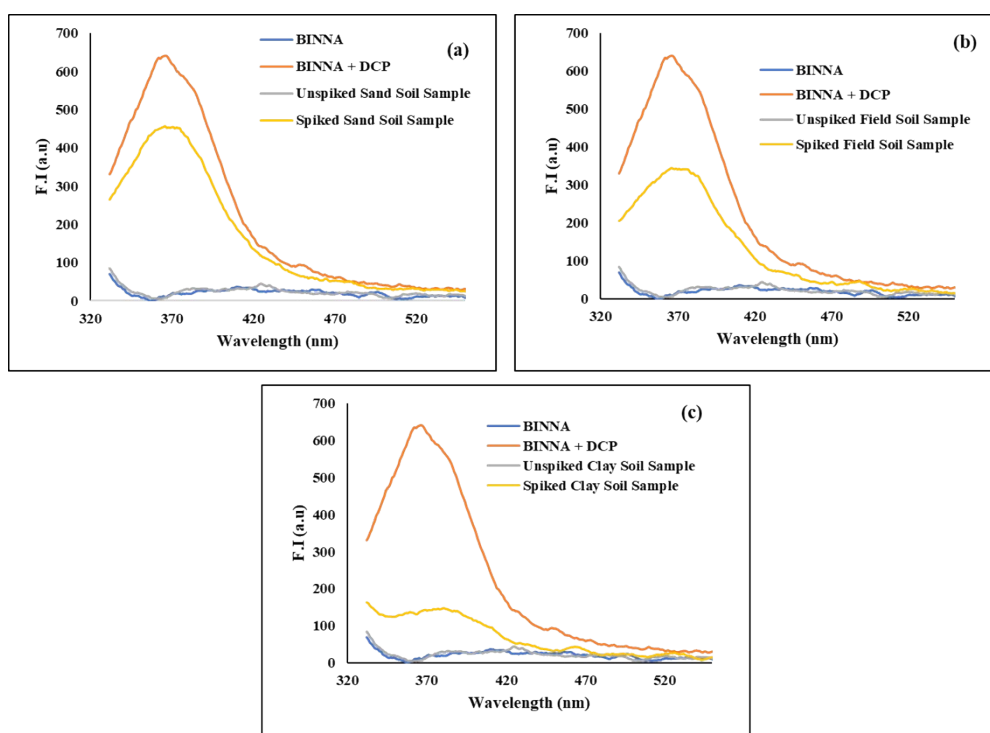 (a)
BINNA
BINNA + DCP
Unspiked Sand Soil Sample
Spiked Sand Soil Sample
F.I (a.u)
700
600
500
400
300
200
100
0
320 370 420 470 520
Wavelength (nm)
(b)
BINNA
BINNA + DCP
Unspiked Field Soil Sample
Spiked Field Soil Sample
F.I (a.u)
700
600
500
400
300
200
100
0
320 370 420 470 520
Wavelength (nm)
(c)
BINNA
BINNA + DCP
Unspiked Clay Soil Sample
Spiked Clay Soil Sample
F.I (a.u)
700
600
500
400
300
200
100
0
320 370 420 470 520
Wavelength (nm)